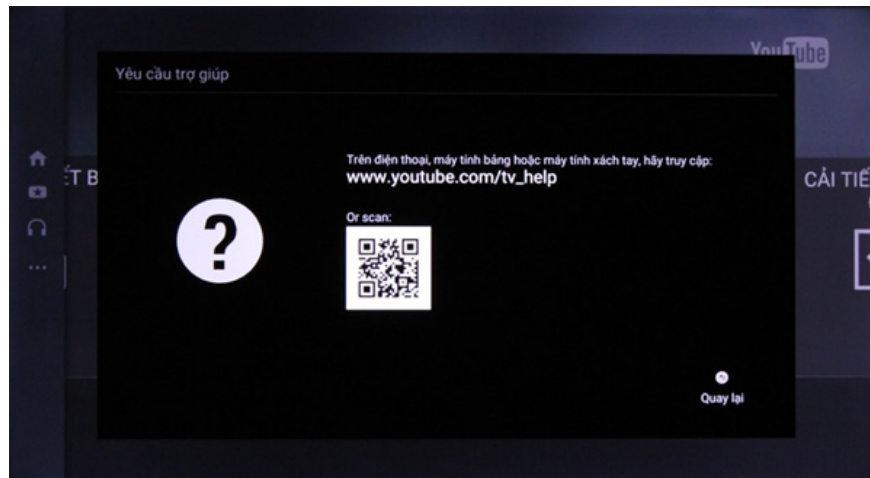 YouTube
Yêu cầu trợ giúp
Trên điện thoại, máy tính bảng hoặc máy tính xách tay, hãy truy cập:
www.youtube.com/tv_help
ẾT B
CẢI TIẾ
Or scan:
?
Quay lại